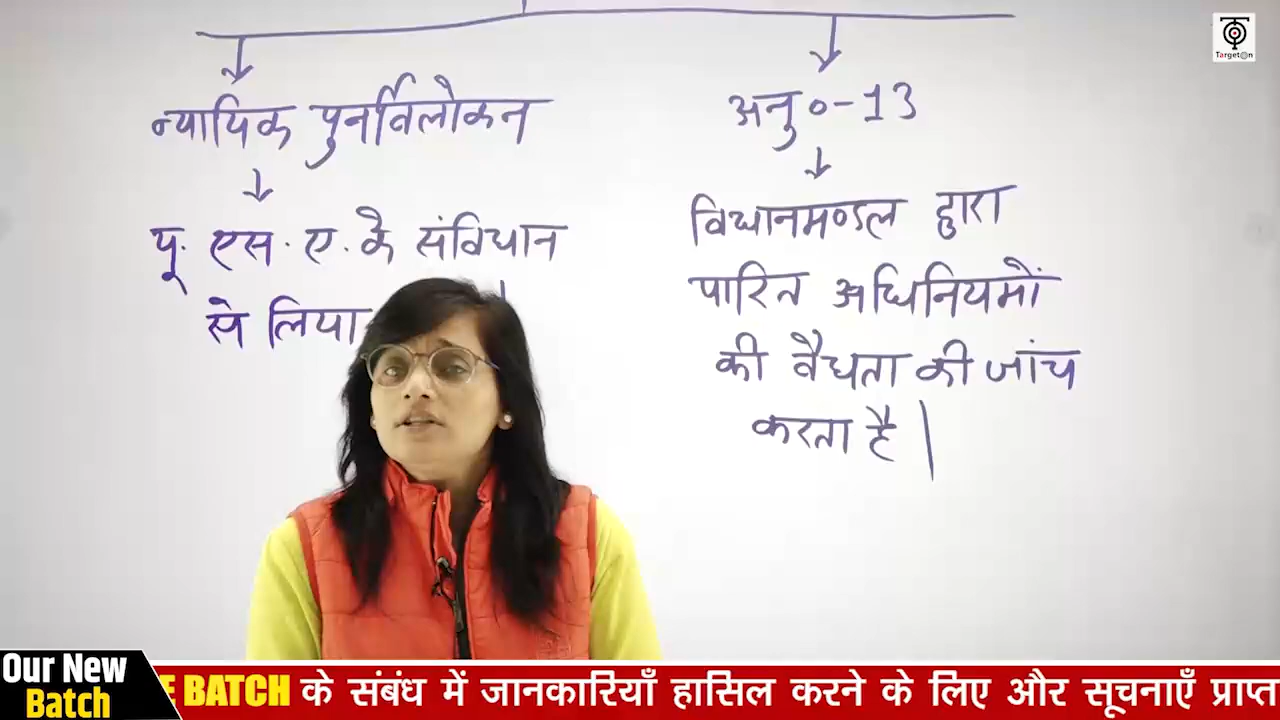 न्यायिक पुनर्विलोकन
यू. एस. ए. के संविधान
से लिया
अनु०-13
विधानमण्डल द्वारा
पारित अधिनियमों
की वैधता की जांच
करता है |
Target@n
Our New
Batch
BATCH के संबंध में जानकारियाँ हासिल करने के लिए और सूचनाएँ प्राप्त